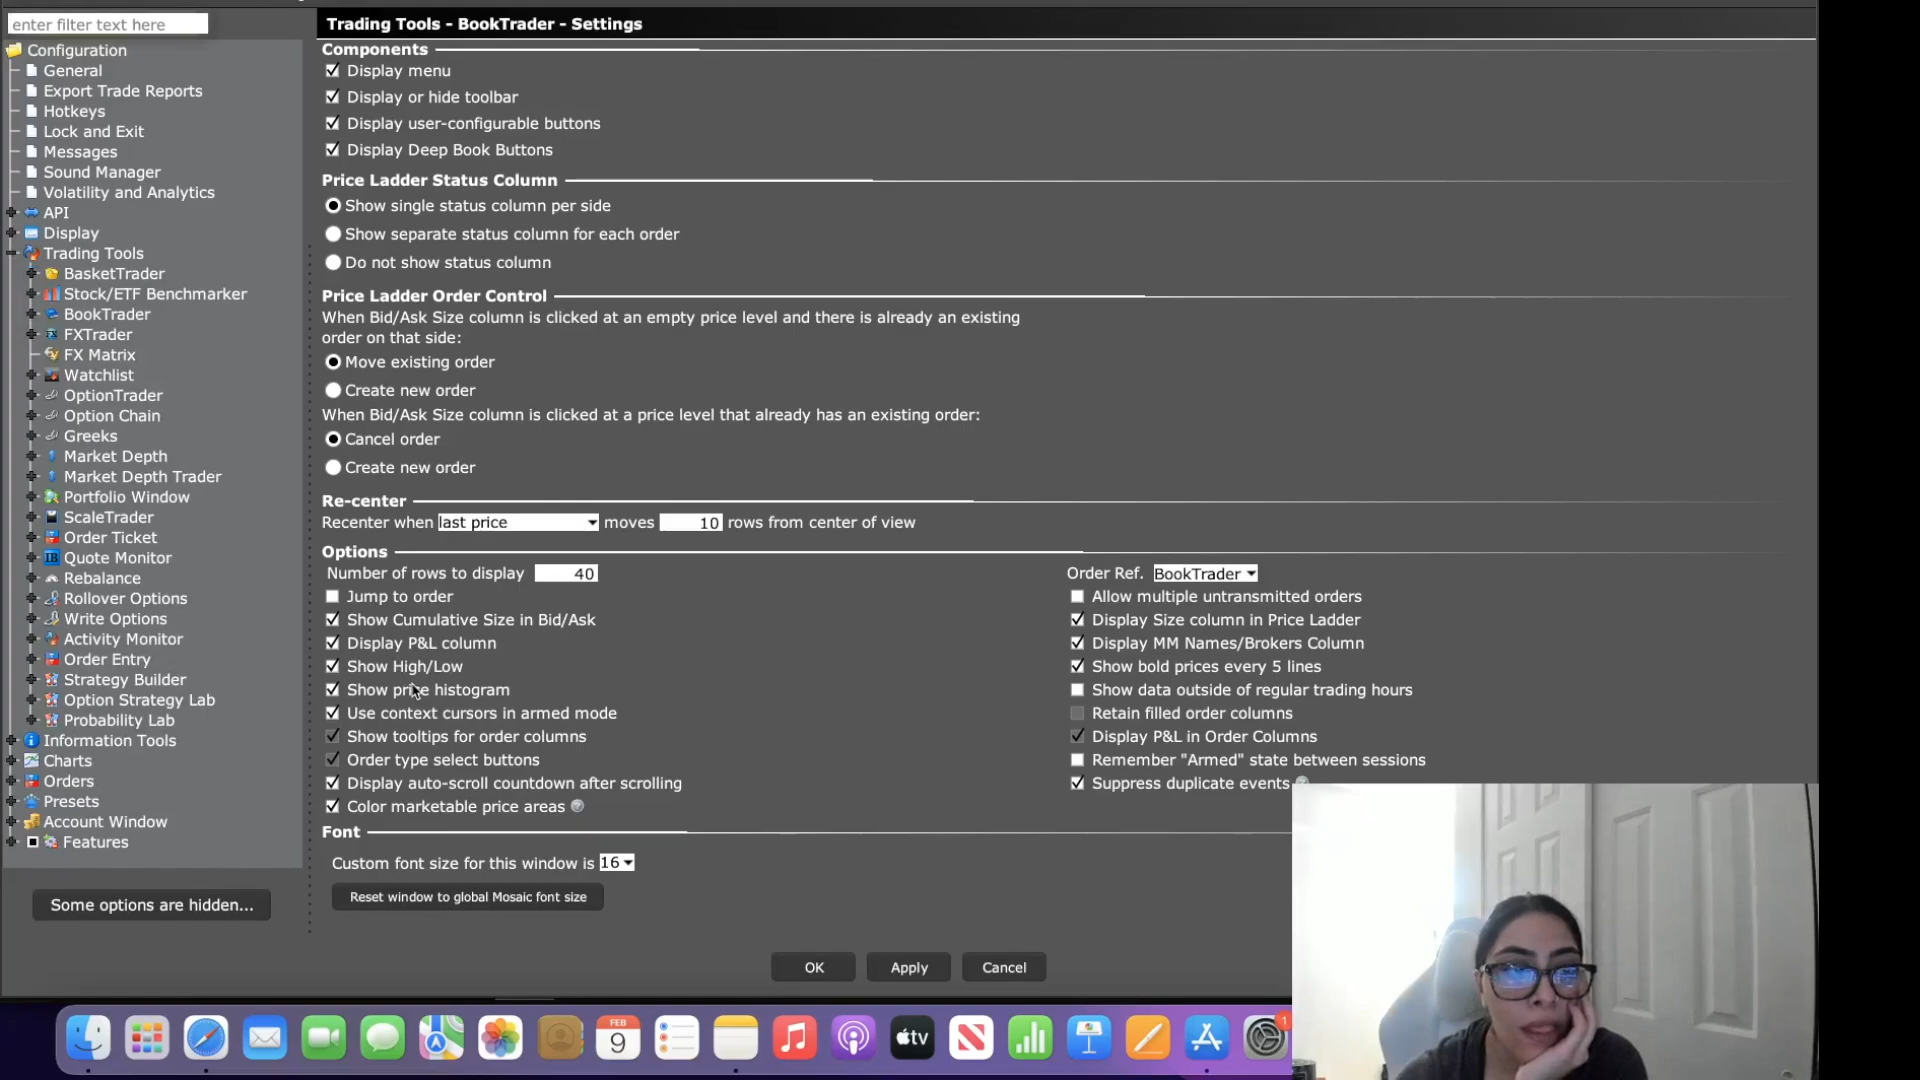 enter filter text here
Configuration
General
Export Trade Reports
Hotkeys
Lock and Exit
Messages
Sound Manager
Volatility and Analytics
API
Display
Trading Tools
BasketTrader
Stock/ETF Benchmarker
BookTrader
FXTrader
FX Matrix
Watchlist
OptionTrader
Option Chain
Greeks
Market Depth
Market Depth Trader
Portfolio Window
ScaleTrader
Order Ticket
IB Quote Monitor
Rebalance
Rollover Options
Write Options
Activity Monitor
Order Entry
Strategy Builder
Option Strategy Lab
Probability Lab
Information Tools
Charts
Orders
Presets
Account Window
Features
Some options are hidden...
Trading Tools - BookTrader - Settings
Components
Display menu
Display or hide toolbar
Display user-configurable buttons
Display Deep Book Buttons
Price Ladder Status Column
Show single status column per side
Show separate status column for each order
Do not show status column
Price Ladder Order Control
When Bid/Ask Size column is clicked at an empty price level and there is already an existing
order on that side:
Move existing order
Create new order
When Bid/Ask Size column is clicked at a price level that already has an existing order:
Cancel order
Create new order
Re-center
Recenter when last price moves 10 rows from center of view
Options
Number of rows to display 40
Jump to order
Show Cumulative Size in Bid/Ask
Display P&L column
Show High/Low
Show price histogram
Use context cursors in armed mode
Show tooltips for order columns
Order type select buttons
Display auto-scroll countdown after scrolling
Color marketable price areas ?
Order Ref. BookTrader
Allow multiple untransmitted orders
Display Size column in Price Ladder
Display MM Names/Brokers Column
Show bold prices every 5 lines
Show data outside of regular trading hours
Retain filled order columns
Display P&L in Order Columns
Remember "Armed" state between sessions
Suppress duplicate events
Font
Custom font size for this window is 16
Reset window to global Mosaic font size
OK
Apply
Cancel
FEB
9
tv
1